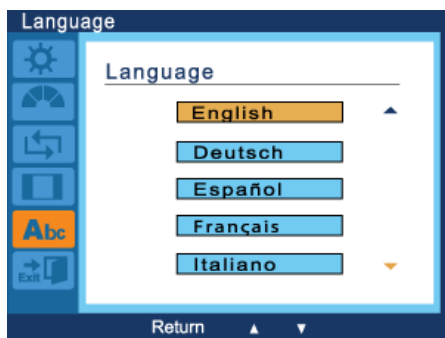 Language
Language
English
Deutsch
Español
Français
Italiano
Abc
Exit
Return